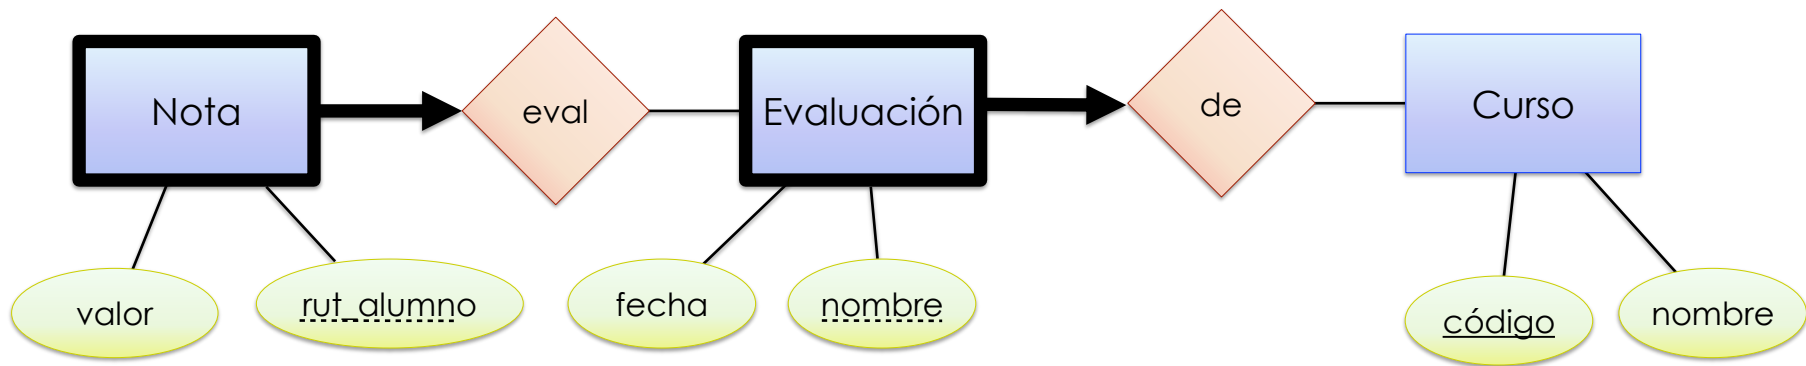 Nota
eval
Evaluación
de
Curso
valor
rut_alumno
fecha
nombre
código
nombre